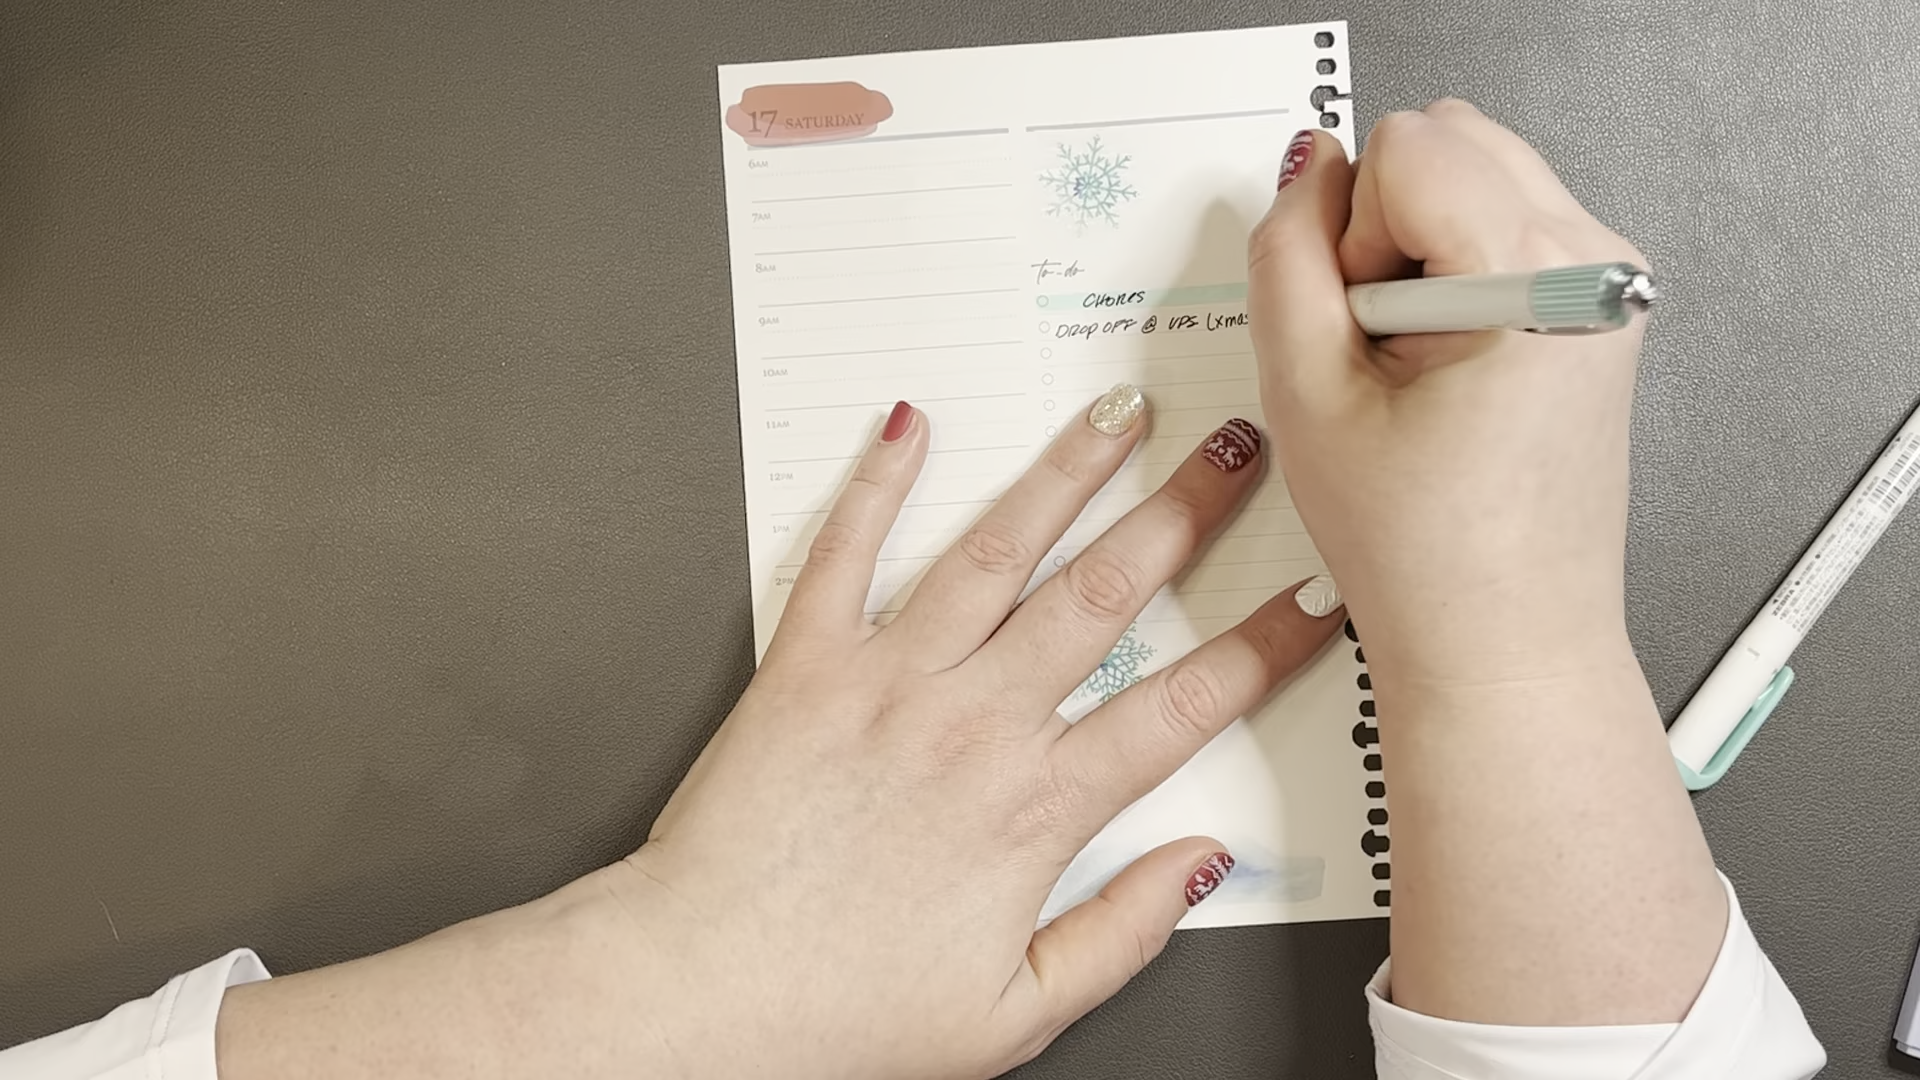 17 SATURDAY
6AM
7AM
8AM
9AM
10AM
11AM
12PM
1PM
2PM
To-do
CHORES
DROP OFF @ UPS (xmas